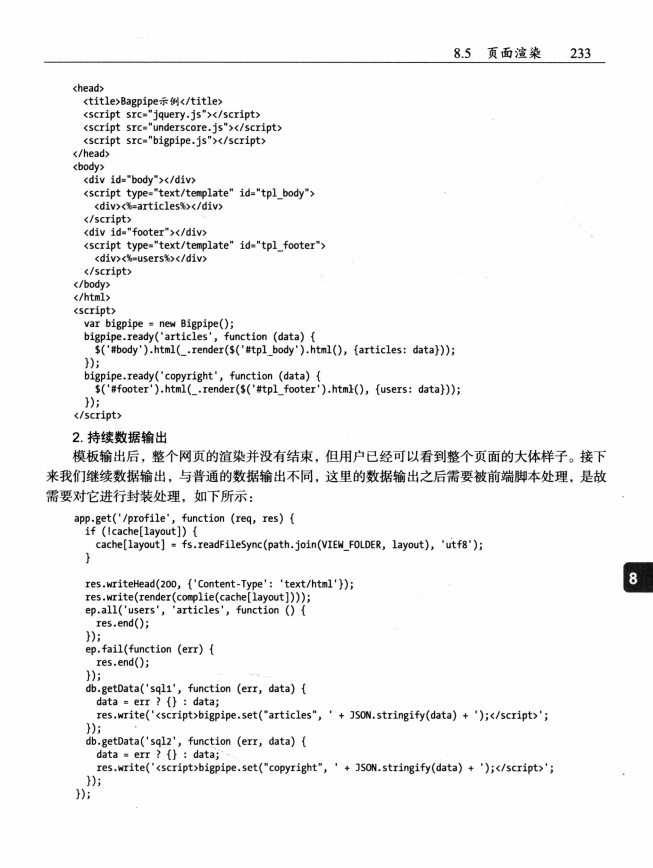 8.5 页面渲染 233
<head>
<title>Bagpipe示例</title>
<script src="jquery.js"></script>
<script src="underscore.js"></script>
<script src="bigpipe.js"></script>
</head>
<body>
<div id="body"></div>
<script type="text/template" id="tpl_body">
<div><%=articles%></div>
</script>
<div id="footer"></div>
<script type="text/template" id="tpl_footer">
<div><%=users%></div>
</script>
</body>
</html>
<script>
var bigpipe = new Bigpipe();
bigpipe.ready('articles', function (data) {
$('#body').html(_.render($('#tpl_body').html(), {articles: data}));
});
bigpipe.ready('copyright', function (data) {
$('#footer').html(_.render($('#tpl_footer').html(), {users: data}));
});
</script>
2. 持续数据输出
模板输出后，整个网页的渲染并没有结束，但用户已经可以看到整个页面的大体样子。接下
来我们继续数据输出，与普通的数据输出不同，这里的数据输出之后需要被前端脚本处理，是故
需要对它进行封装处理，如下所示：
app.get('/profile', function (req, res) {
if (!cache[layout]) {
cache[layout] = fs.readFileSync(path.join(VIEW_FOLDER, layout), 'utf8');
}
res.writeHead(200, {'Content-Type': 'text/html'});
res.write(render(complie(cache[layout])));
ep.all('users', 'articles', function () {
res.end();
});
ep.fail(function (err) {
res.end();
});
db.getData('sql1', function (err, data) {
data = err ? {} : data;
res.write('<script>bigpipe.set("articles", ' + JSON.stringify(data) + ');</script>';
});
db.getData('sql2', function (err, data) {
data = err ? {} : data;
res.write('<script>bigpipe.set("copyright", ' + JSON.stringify(data) + ');</script>';
});
});
8